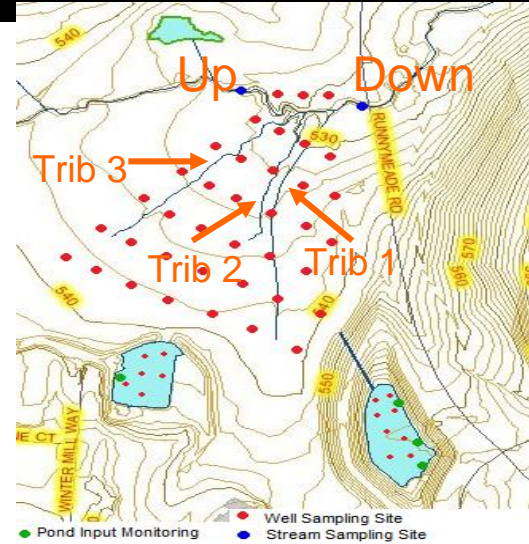 540
Up Down
530
RUNNYMEADE RD
Trib 3
Trib 2 Trib 1
570
560
540
540
550
NE CT
WINTER MILL WAY
Well Sampling Site
Pond Input Monitoring
Stream Sampling Site